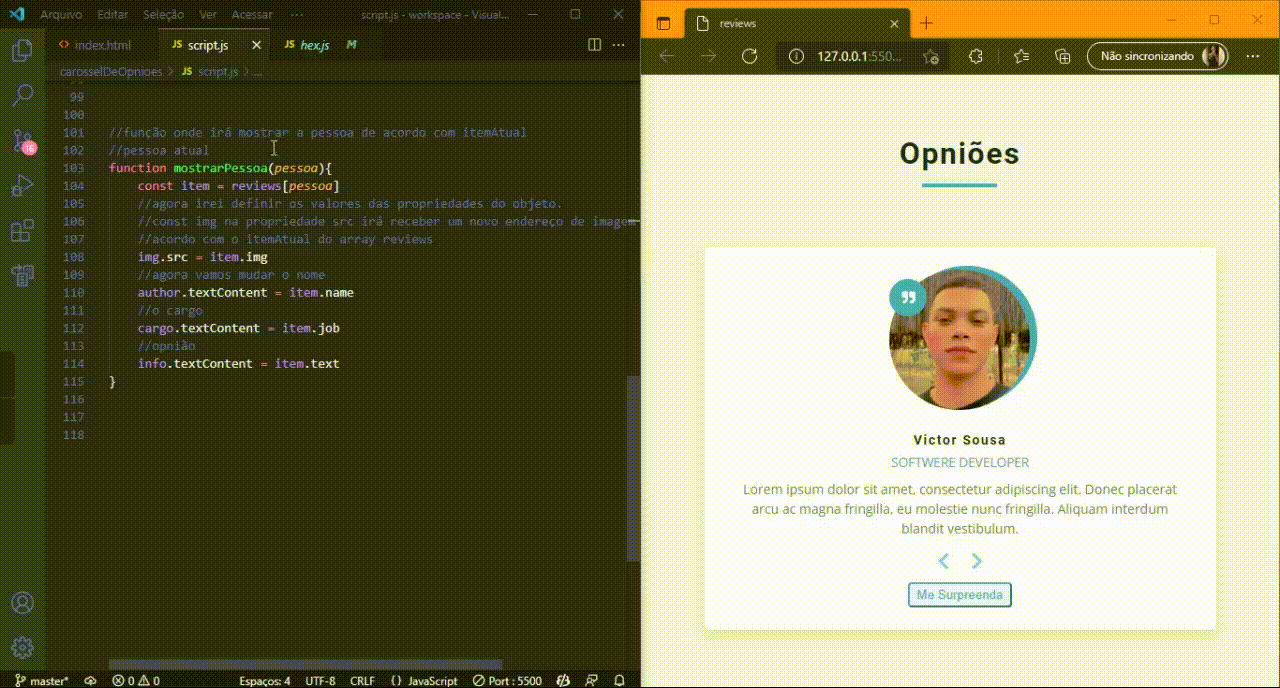 Arquivo Editar Seleção Ver Acessar ··· script.js - workspace - Visual...
index.html
script.js
hex.js M
carosselDeOpnioes > JS script.js > ...
99
100
101 //função onde irá mostrar a pessoa de acordo com itemAtual
102 //pessoa atual
103 function mostrarPessoa(pessoa){
104 const item = reviews[pessoa]
105 //agora irei definir os valores das propriedades do objeto.
106 //const img na propriedade src irá receber um novo endereço de imagem
107 //acordo com o itemAtual do array reviews
108 img.src = item.img
109 //agora vamos mudar o nome
110 author.textContent = item.name
111 //o cargo
112 cargo.textContent = item.job
113 //opnião
114 info.textContent = item.text
115 }
116
117
118
16
master* 0 0 Espaços: 4 UTF-8 CRLF {} JavaScript Port : 5500
reviews
127.0.0.1:550...
Não sincronizando
Opniões
Victor Sousa
SOFTWERE DEVELOPER
Lorem ipsum dolor sit amet, consectetur adipiscing elit. Donec placerat
arcu ac magna fringilla, eu molestie nunc fringilla. Aliquam interdum
blandit vestibulum.
Me Surpreenda